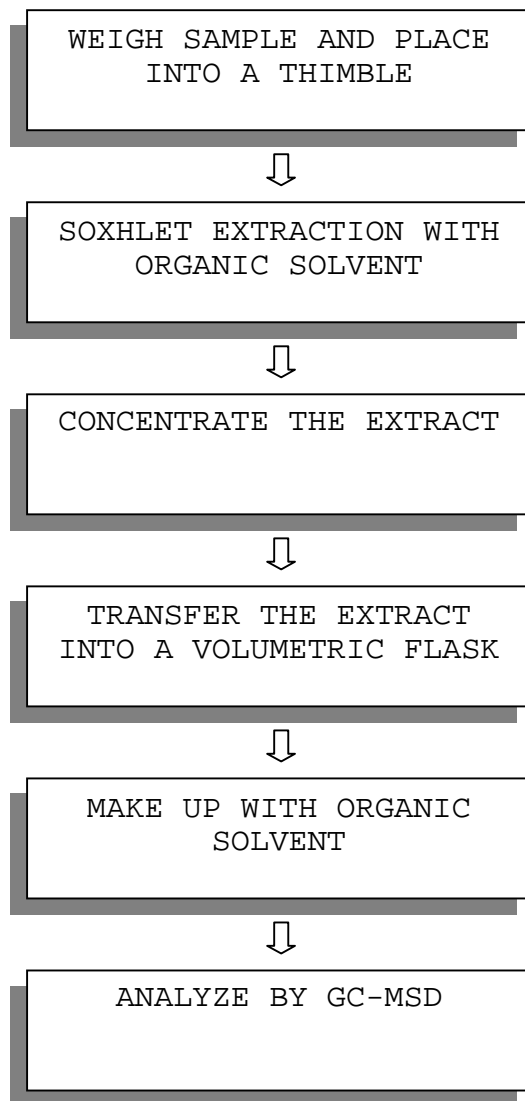 WEIGH SAMPLE AND PLACE
INTO A THIMBLE
SOXHLET EXTRACTION WITH
ORGANIC SOLVENT
CONCENTRATE THE EXTRACT
TRANSFER THE EXTRACT
INTO A VOLUMETRIC FLASK
MAKE UP WITH ORGANIC
SOLVENT
ANALYZE BY GC-MSD